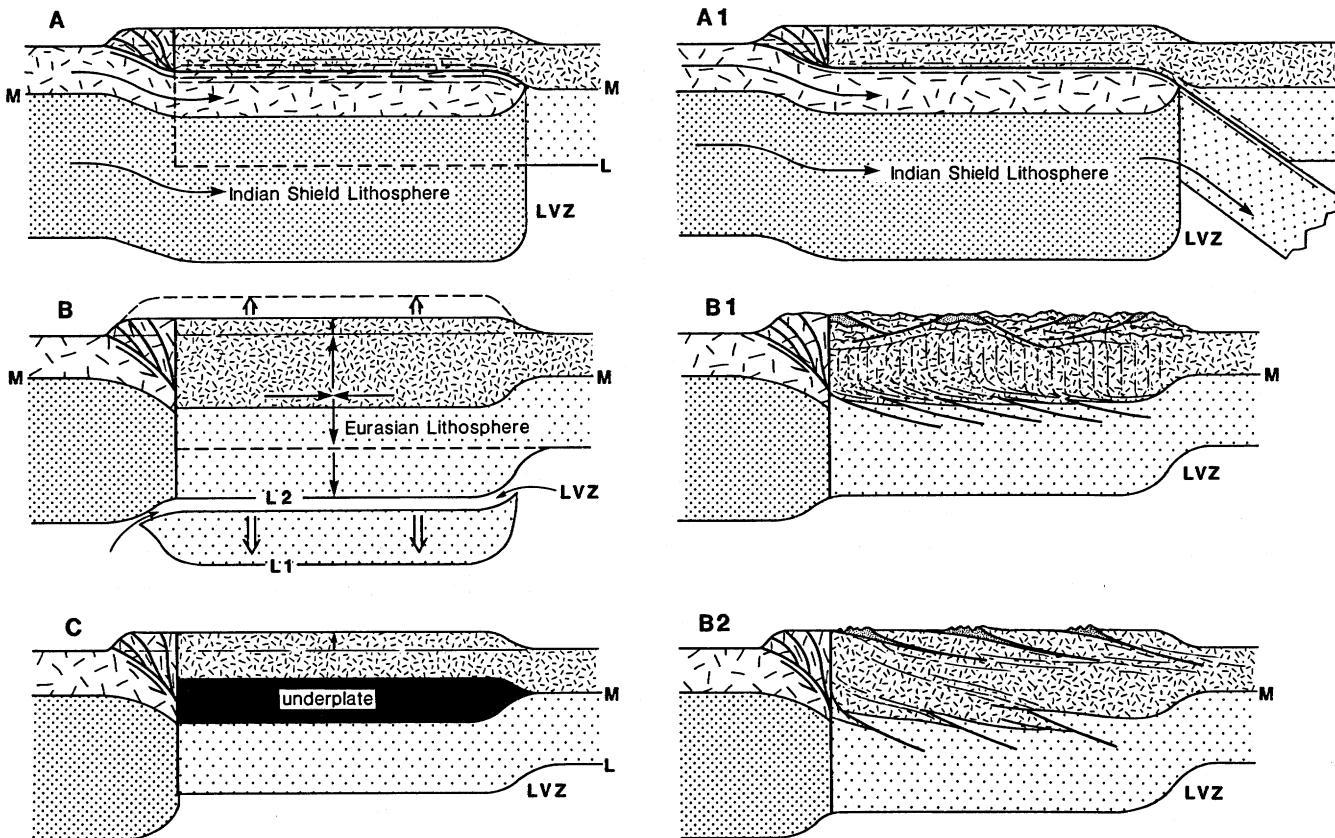 A
M
M
L
Indian Shield Lithosphere
LVZ
A1
Indian Shield Lithosphere
LVZ
B
M
M
Eurasian Lithosphere
L2
LVZ
L1
B1
M
LVZ
C
underplate
M
L
LVZ
B2
M
LVZ